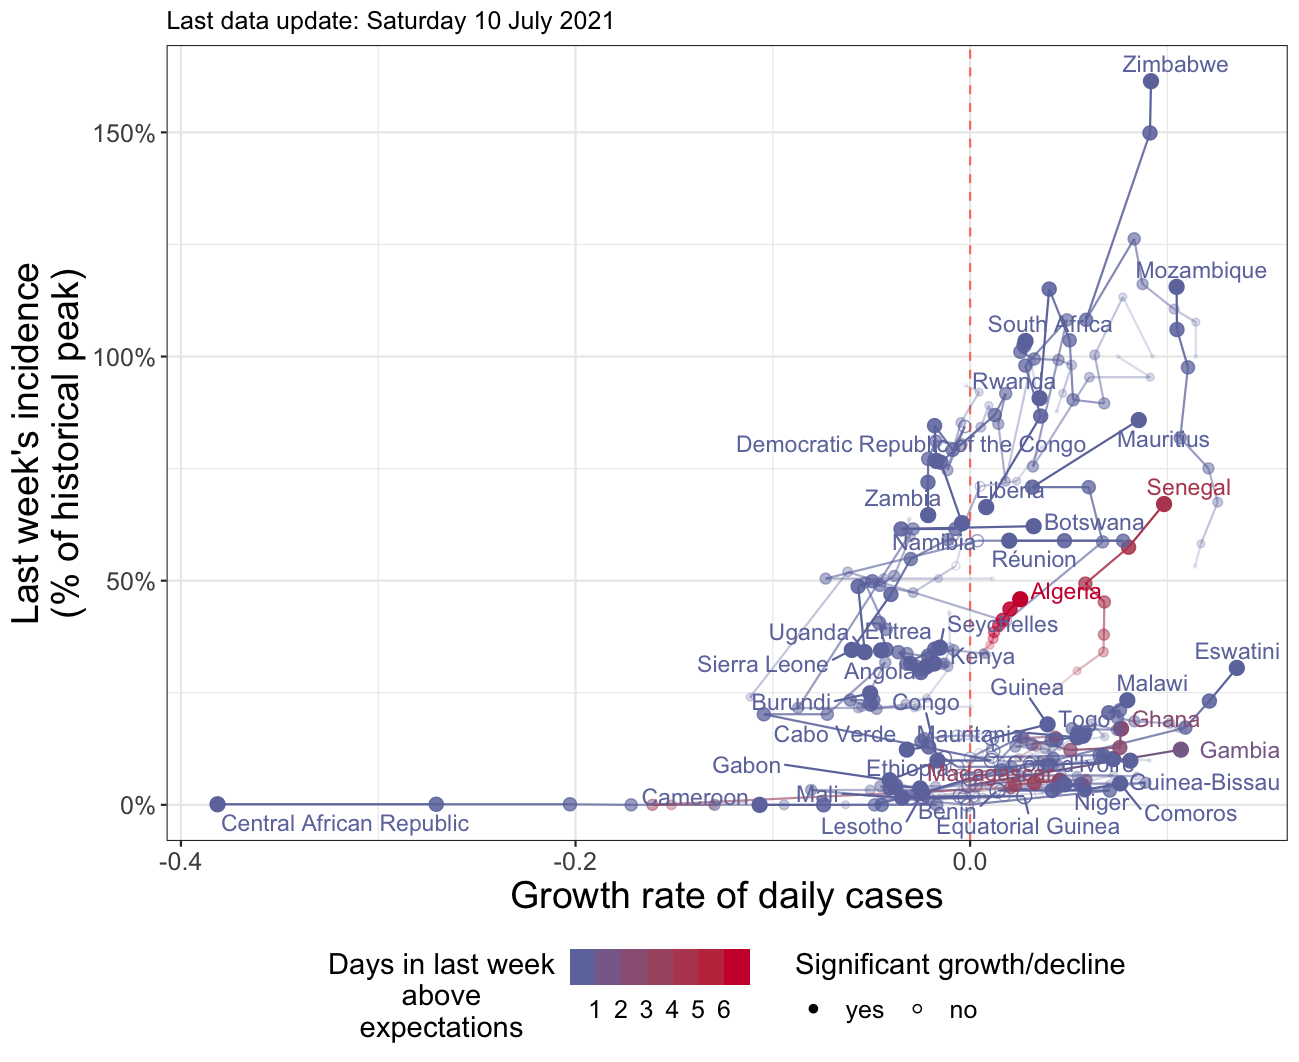 Last data update: Saturday 10 July 2021
Last week's incidence
(% of historical peak)
150%
100%
50%
0%
Zimbabwe
Mozambique
South Africa
Rwanda
Mauritius
Democratic Republic of the Congo
Senegal
Zambia
Liberia
Botswana
Namibia
Réunion
Algeria
Uganda
Eritrea
Seychelles
Sierra Leone
Angola
Kenya
Eswatini
Guinea
Malawi
Burundi
Congo
Togo
Ghana
Cabo Verde
Mauritania
Gambia
Gabon
Ethiopia
Côte d'Ivoire
Madagascar
Guinea-Bissau
Cameroon
Mali
Niger
Benin
Comoros
Central African Republic
Lesotho
Equatorial Guinea
-0.4
-0.2
0.0
Growth rate of daily cases
Days in last week
above
expectations
1 2 3 4 5 6
Significant growth/decline
yes
no